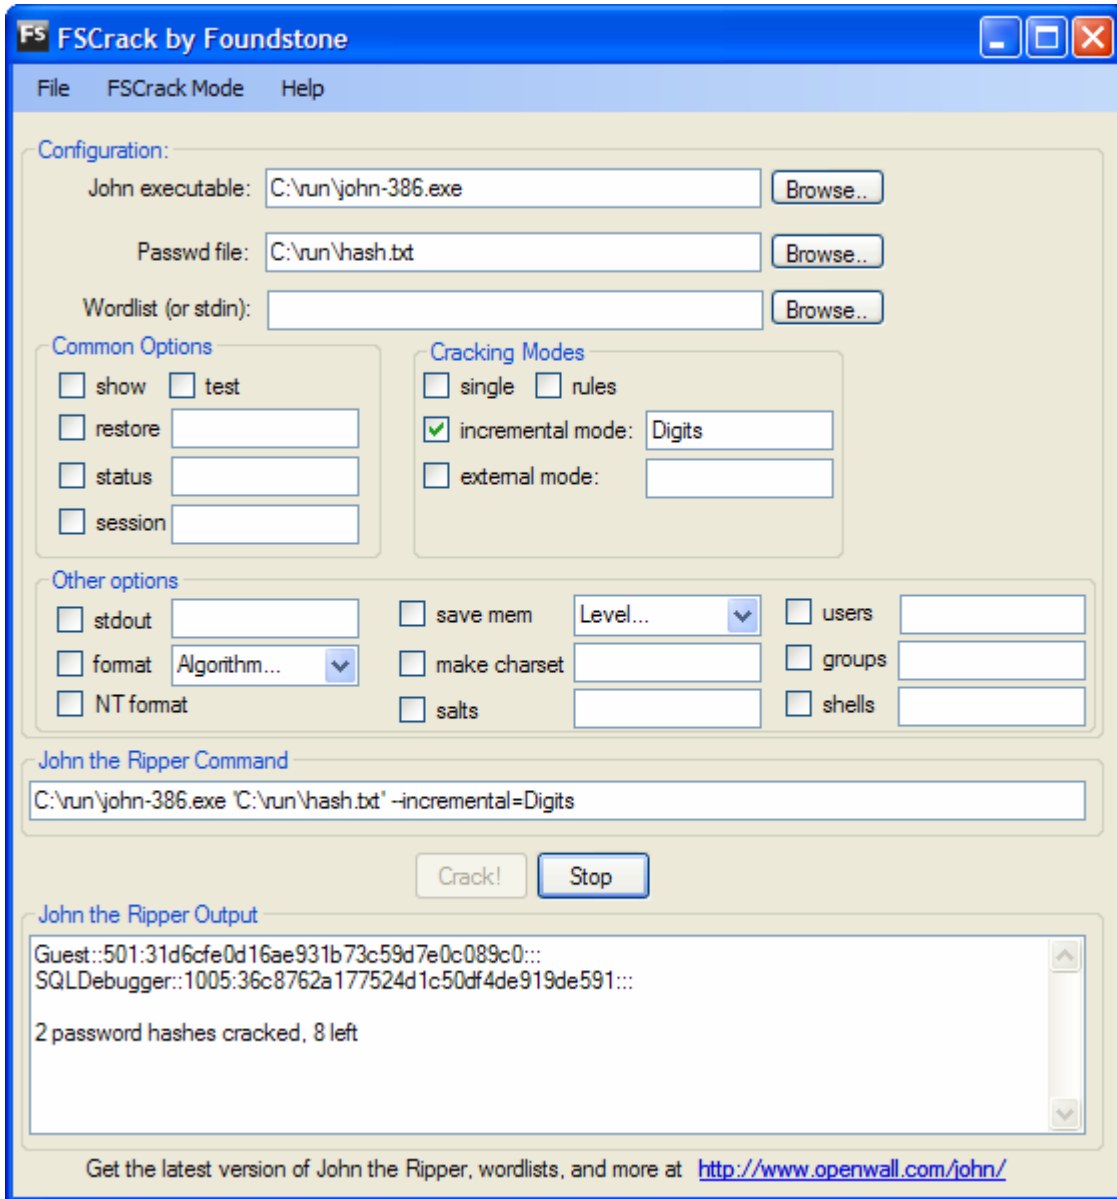 FS FSCrack by Foundstone
File FSCrack Mode Help
Configuration:
John executable: C:\run\john-386.exe Browse..
Passwd file: C:\run\hash.txt Browse..
Wordlist (or stdin): Browse..
Common Options
show test
restore
status
session
Cracking Modes
single rules
incremental mode: Digits
external mode:
Other options
stdout
format Algorithm...
NT format
save mem Level...
make charset
salts
users
groups
shells
John the Ripper Command
C:\run\john-386.exe "C:\run\hash.txt" --incremental=Digits
Crack! Stop
John the Ripper Output
Guest::501:31d6cfe0d16ae931b73c59d7e0c089c0:::
SQLDebugger::1005:36c8762a177524d1c50df4de919de591:::
2 password hashes cracked, 8 left
Get the latest version of John the Ripper, wordlists, and more at http://www.openwall.com/john/